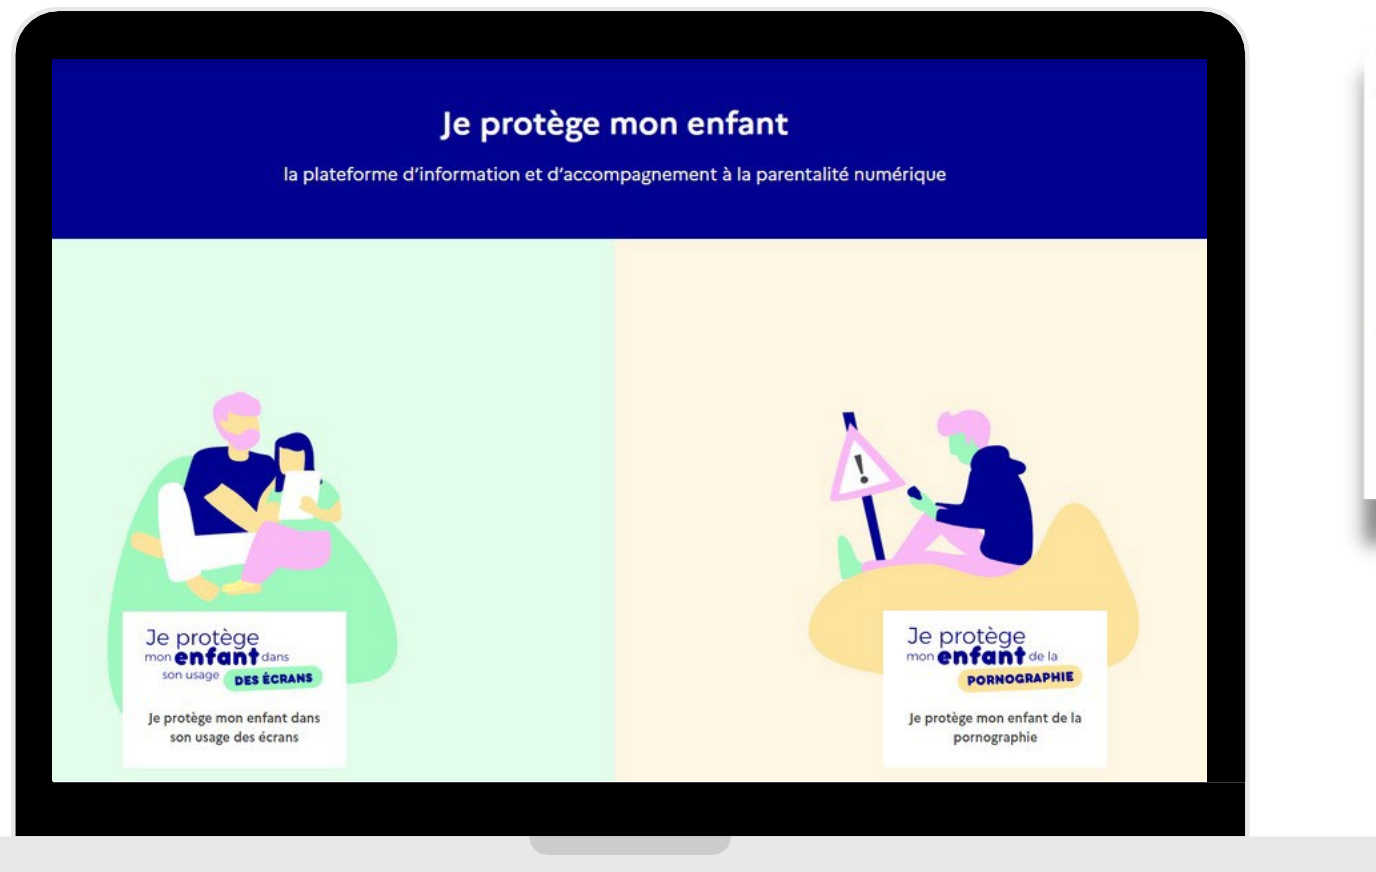 Je protège mon enfant
la plateforme d'information et d'accompagnement à la parentalité numérique
!
Je protège
mon enfant dans
son usage DES ÉCRANS
Je protège mon enfant dans
son usage des écrans
Je protège
mon enfant de la
PORNOGRAPHIE
Je protège mon enfant de la
pornographie